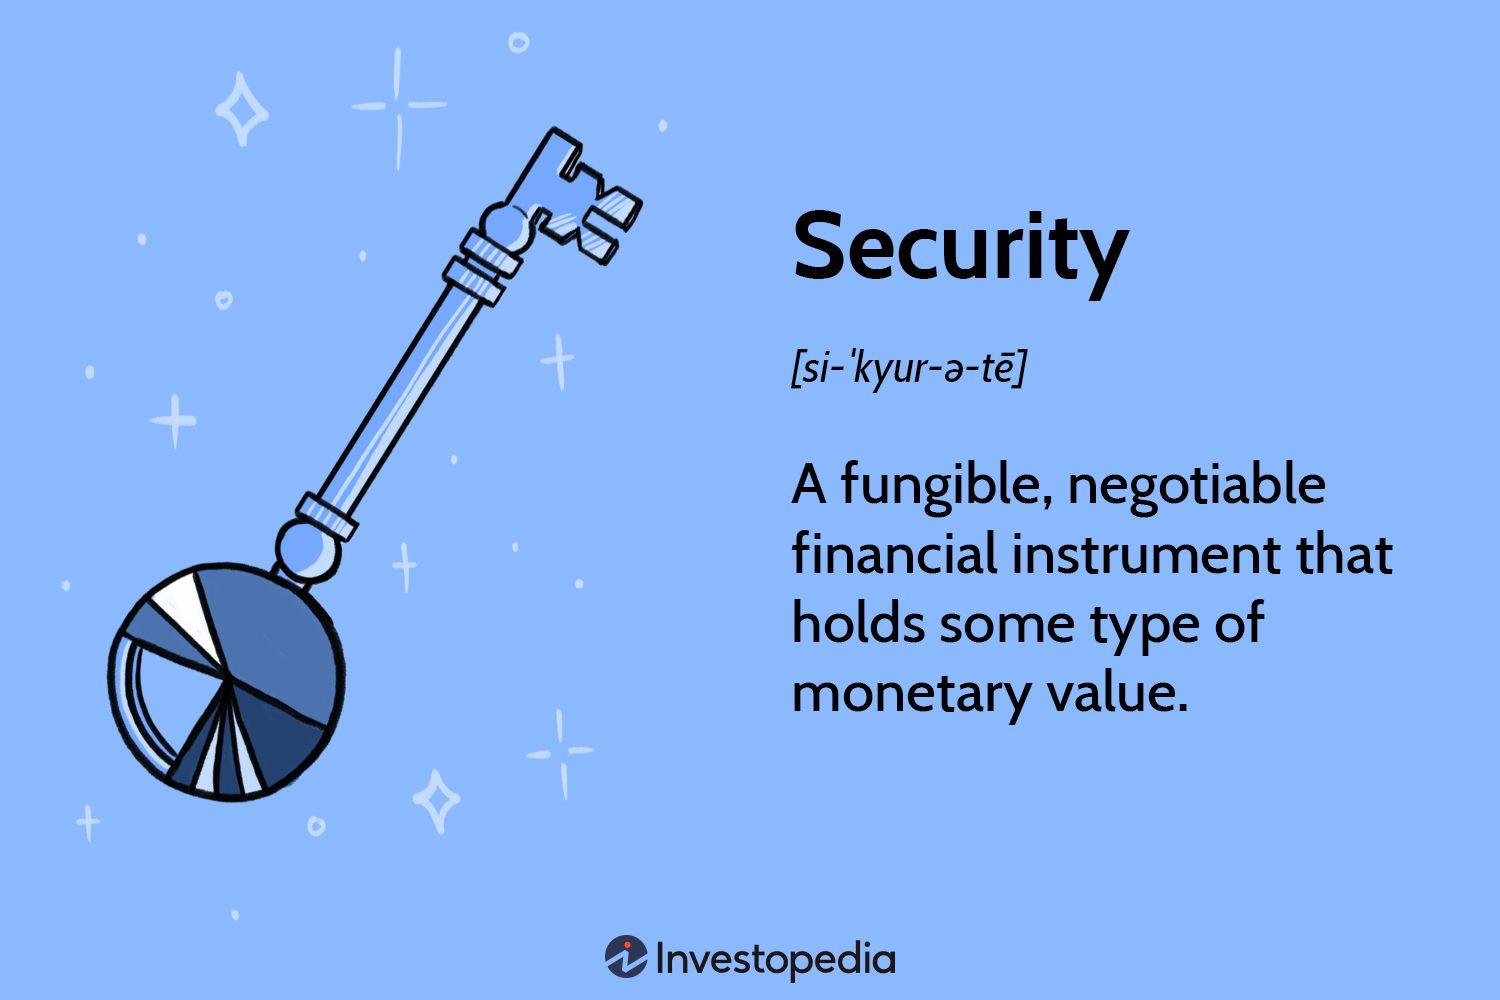 Security
[si-ˈkyur-ə-tē]
A fungible, negotiable
financial instrument that
holds some type of
monetary value.
Investopedia